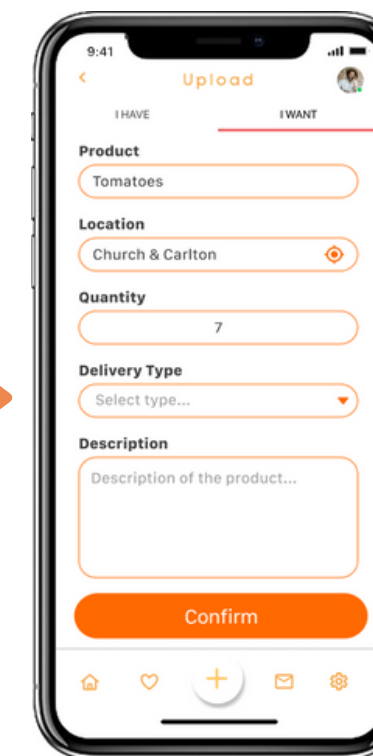 9:41
Upload
I HAVE
I WANT
Product
Tomatoes
Location
Church & Carlton
Quantity
7
Delivery Type
Select type...
Description
Description of the product...
Confirm